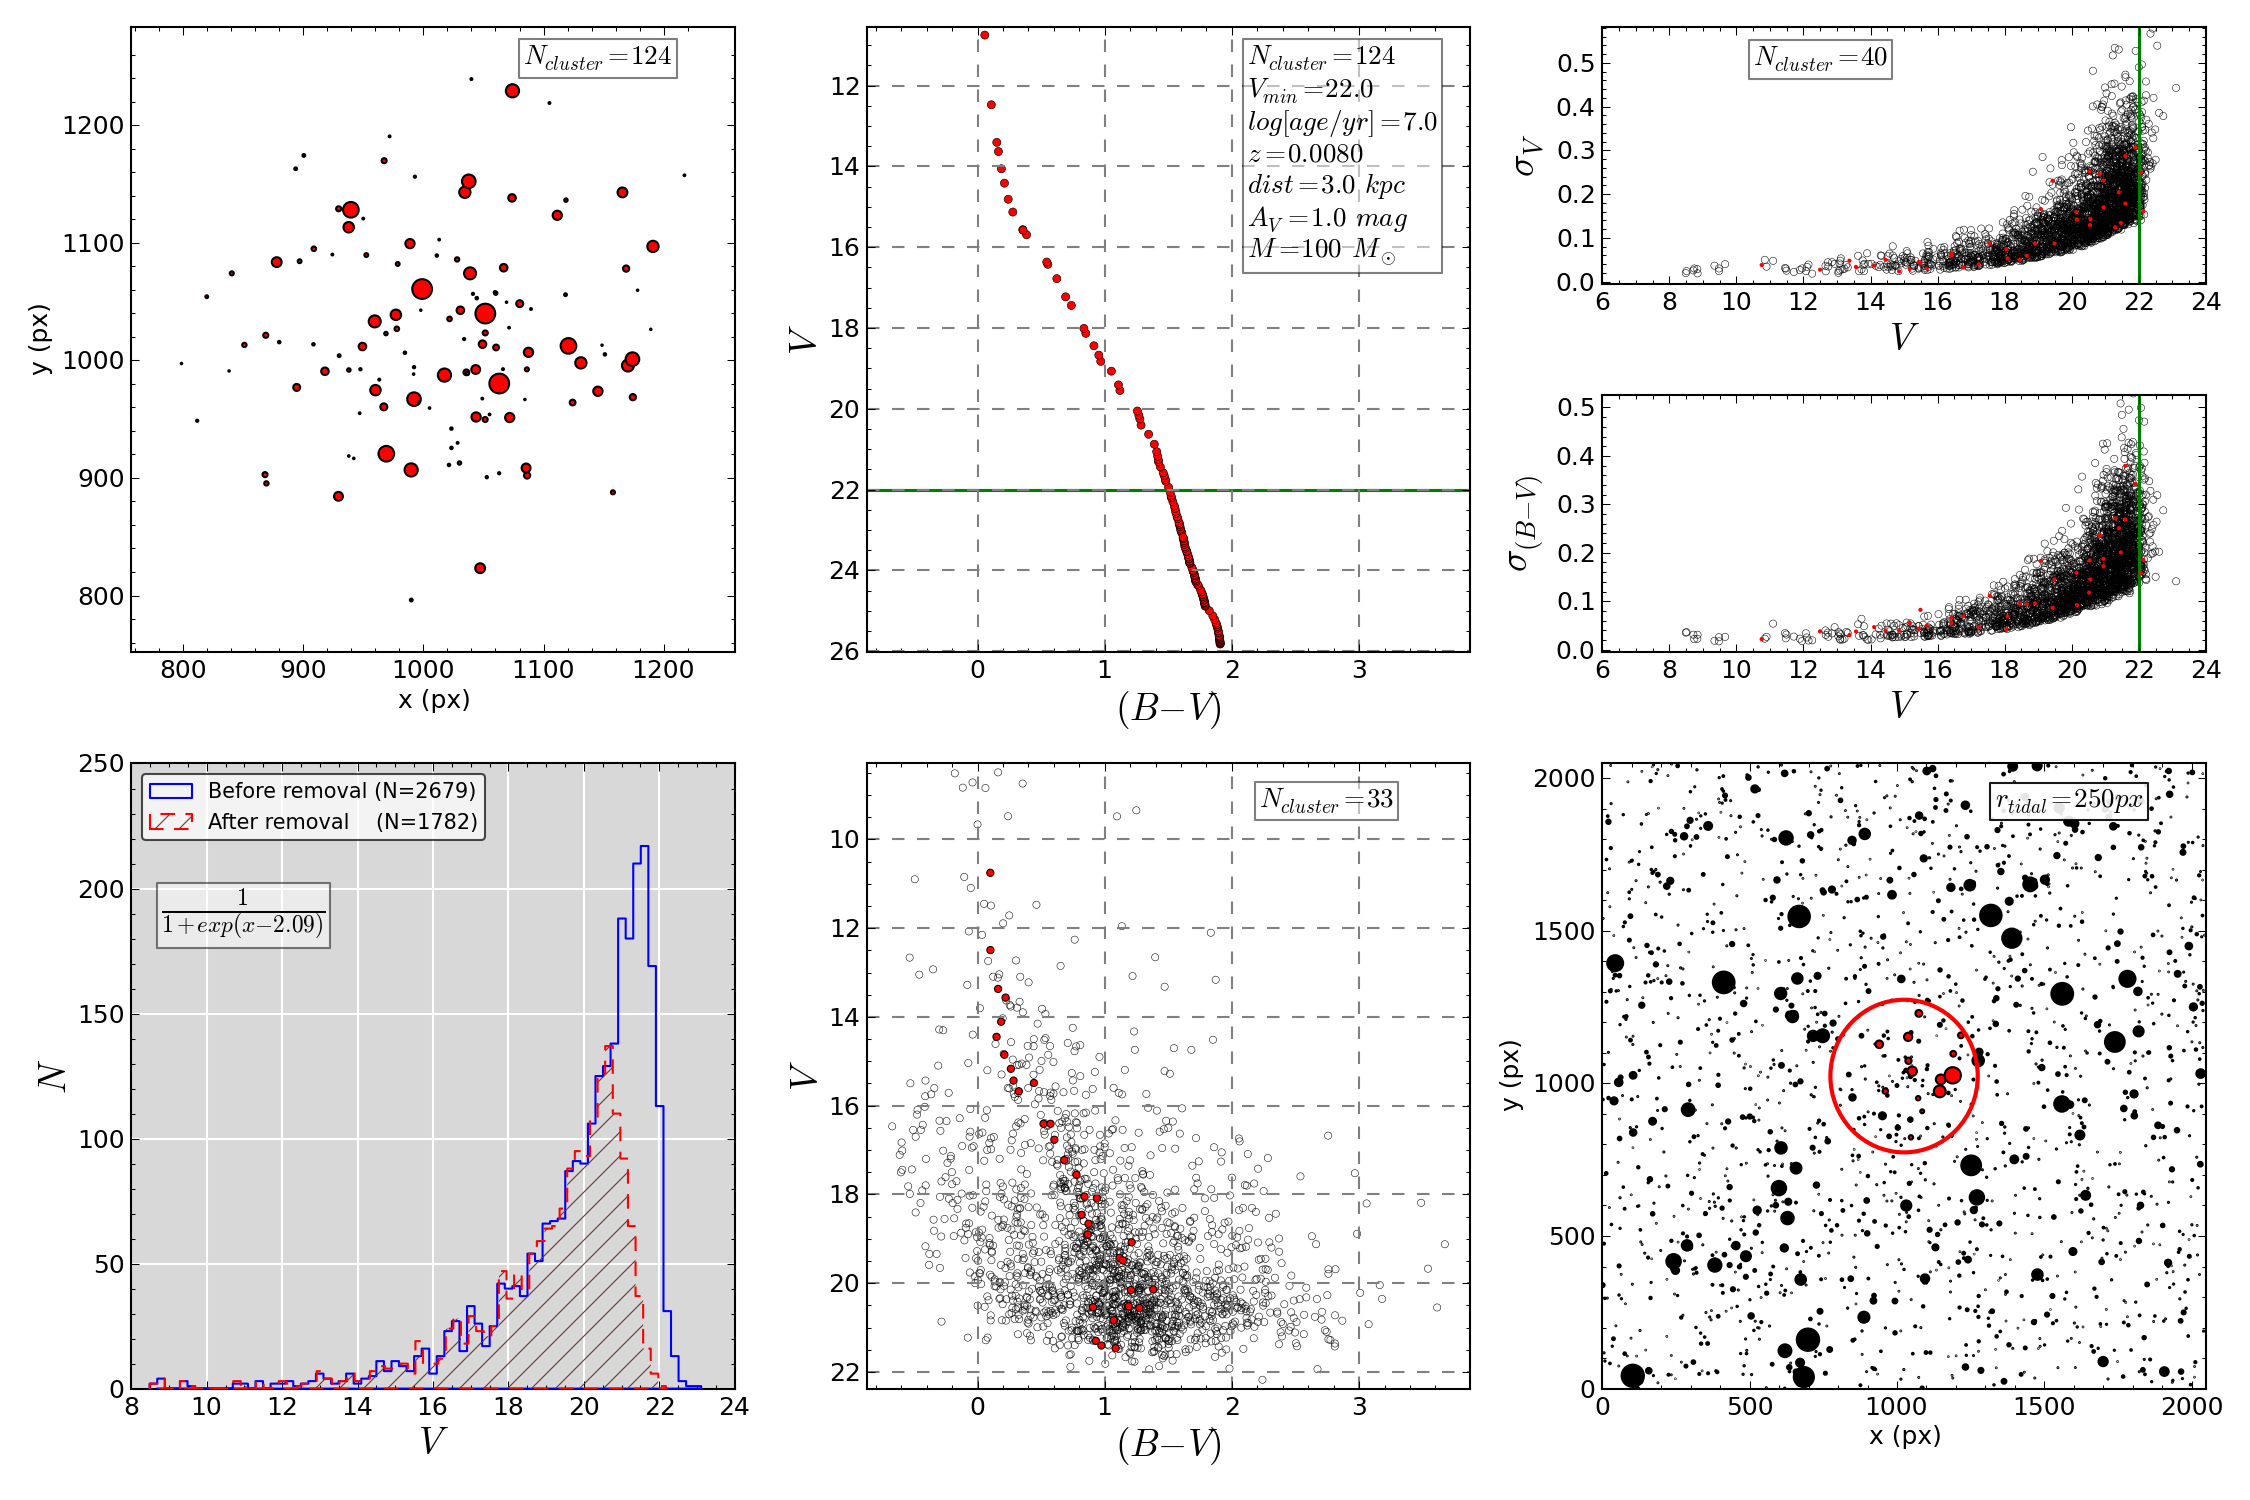 N_cluster=124
1200
1100
1000
900
800
y (px)
800 900 1000 1100 1200
x (px)
N_cluster=124
V_min=22.0
log[age/yr]=7.0
z=0.0080
dist=3.0 kpc
A_V=1.0 mag
M=100 M_⊙
12
14
16
18
20
22
24
26
V
0 1 2 3
(B−V)
N_cluster=40
0.5
0.4
0.3
0.2
0.1
0.0
σ_V
6 8 10 12 14 16 18 20 22 24
V
0.5
0.4
0.3
0.2
0.1
0.0
σ_(B−V)
6 8 10 12 14 16 18 20 22 24
V
250
200
150
100
50
0
N
Before removal (N=2679)
After removal (N=1782)
1
1+exp(x−2.09)
8 10 12 14 16 18 20 22 24
V
N_cluster=33
10
12
14
16
18
20
22
V
0 1 2 3
(B−V)
r_tidal=250px
2000
1500
1000
500
0
y (px)
0 500 1000 1500 2000
x (px)